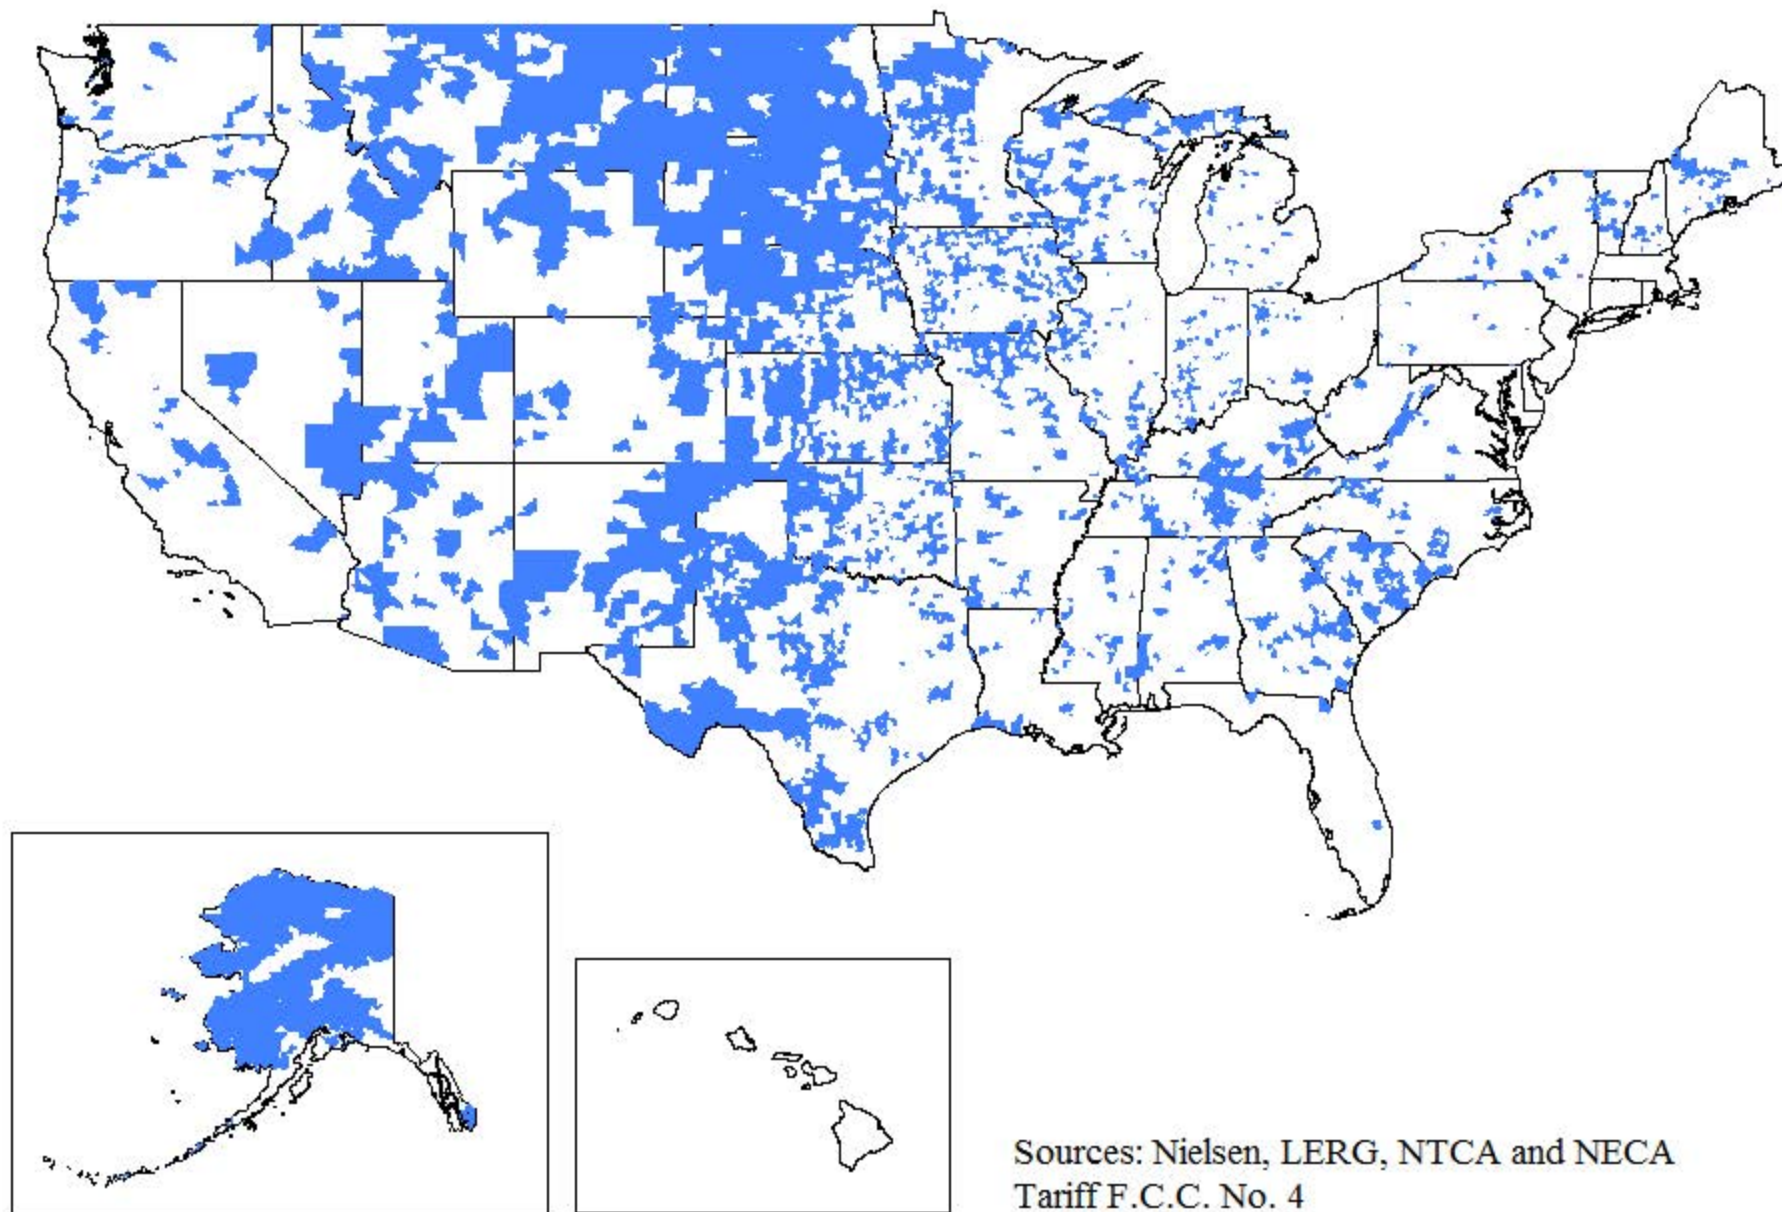 Sources: Nielsen, LERG, NTCA and NECA
Tariff F.C.C. No. 4